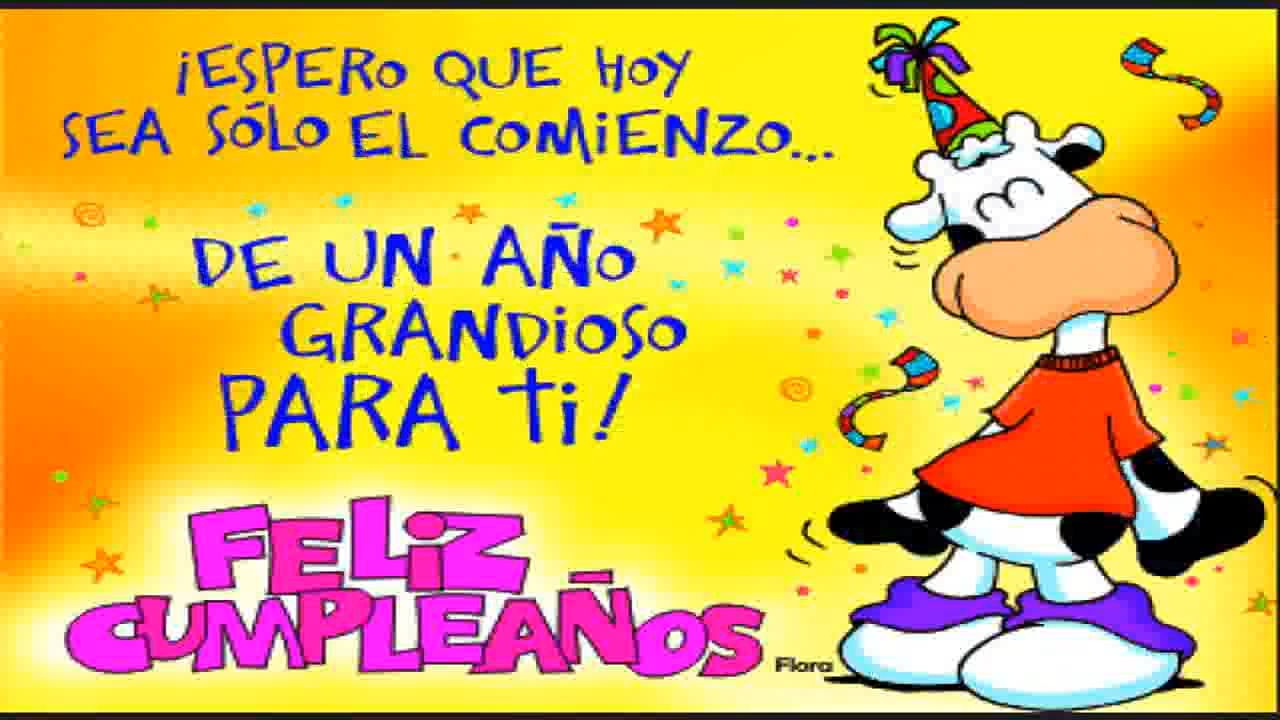 ¡ESPERO QUE HOY
SEA SÓLO EL COMIENZO...
DE UN AÑO
GRANDIOSO
PARA TI!
FELIZ
CUMPLEAÑOS
Flora